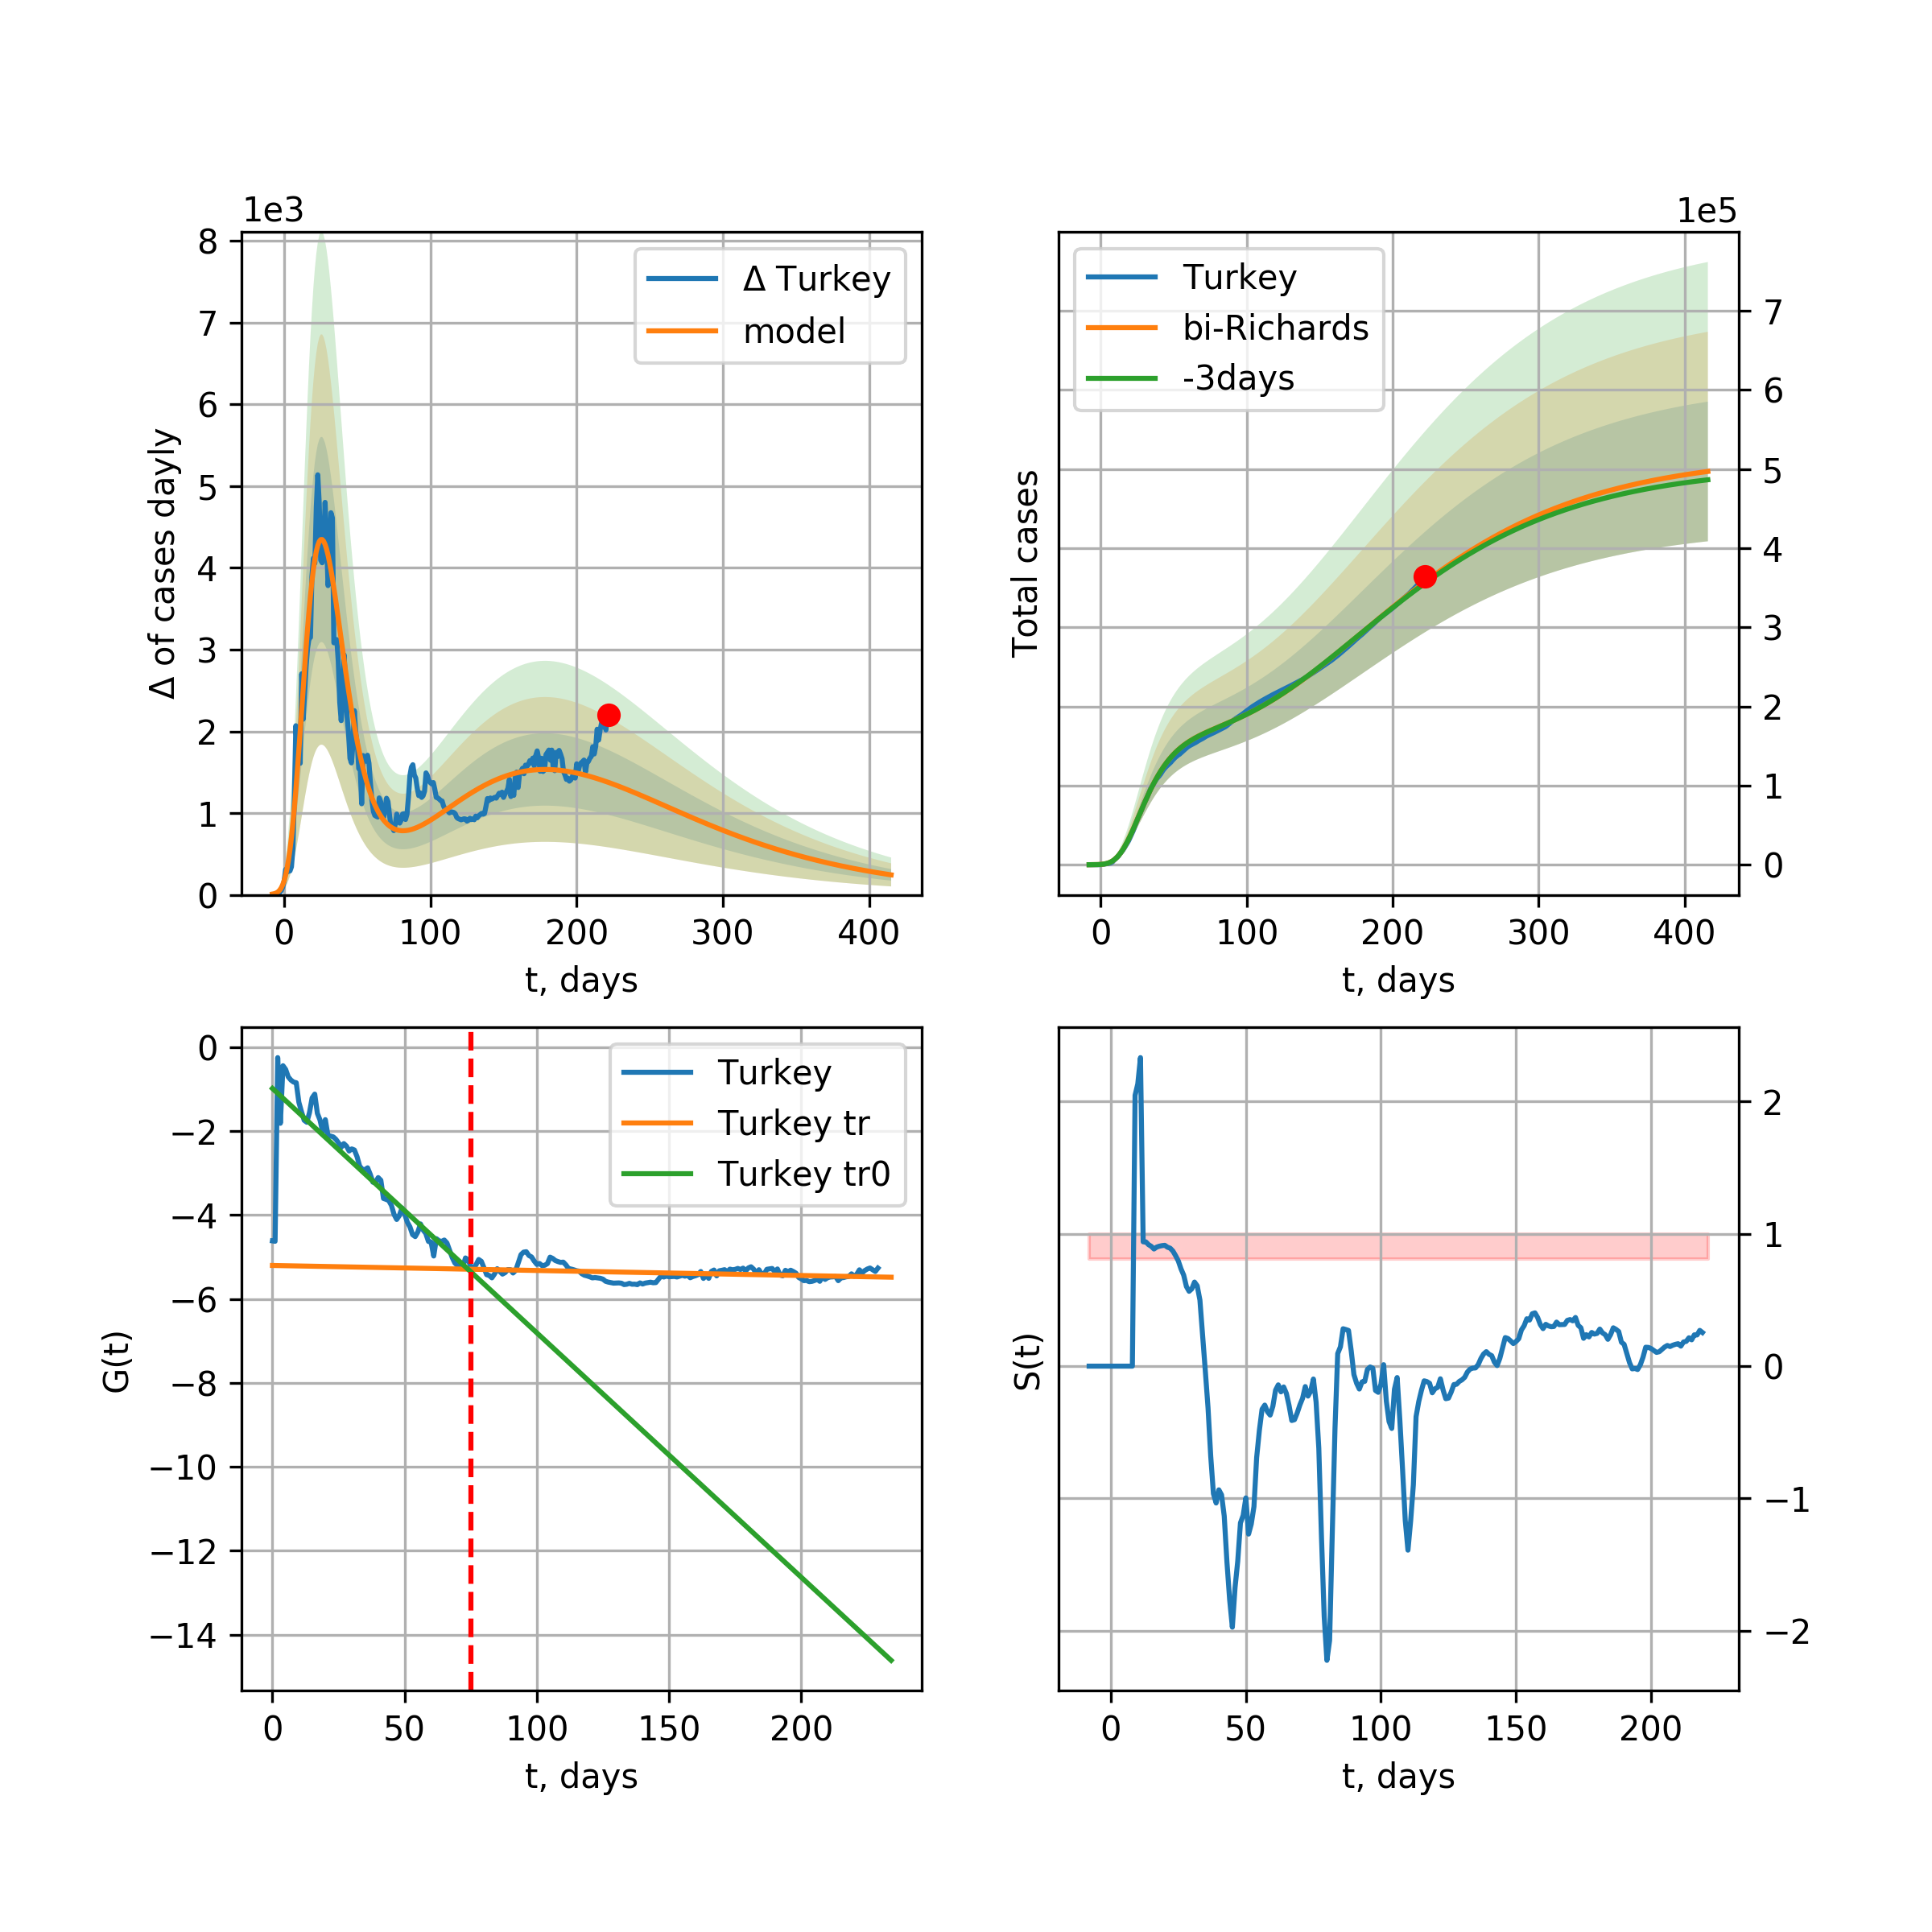 1e3
8
7
6
5
4
3
2
1
0
Δ of cases dayly
Δ Turkey
model
0 100 200 300 400
t, days
1e5
Total cases
Turkey
bi-Richards
-3days
7
6
5
4
3
2
1
0
0 100 200 300 400
t, days
0
−2
−4
−6
−8
−10
−12
−14
G(t)
Turkey
Turkey tr
Turkey tr0
0 50 100 150 200
t, days
S(t)
2
1
0
−1
−2
0 50 100 150 200
t, days